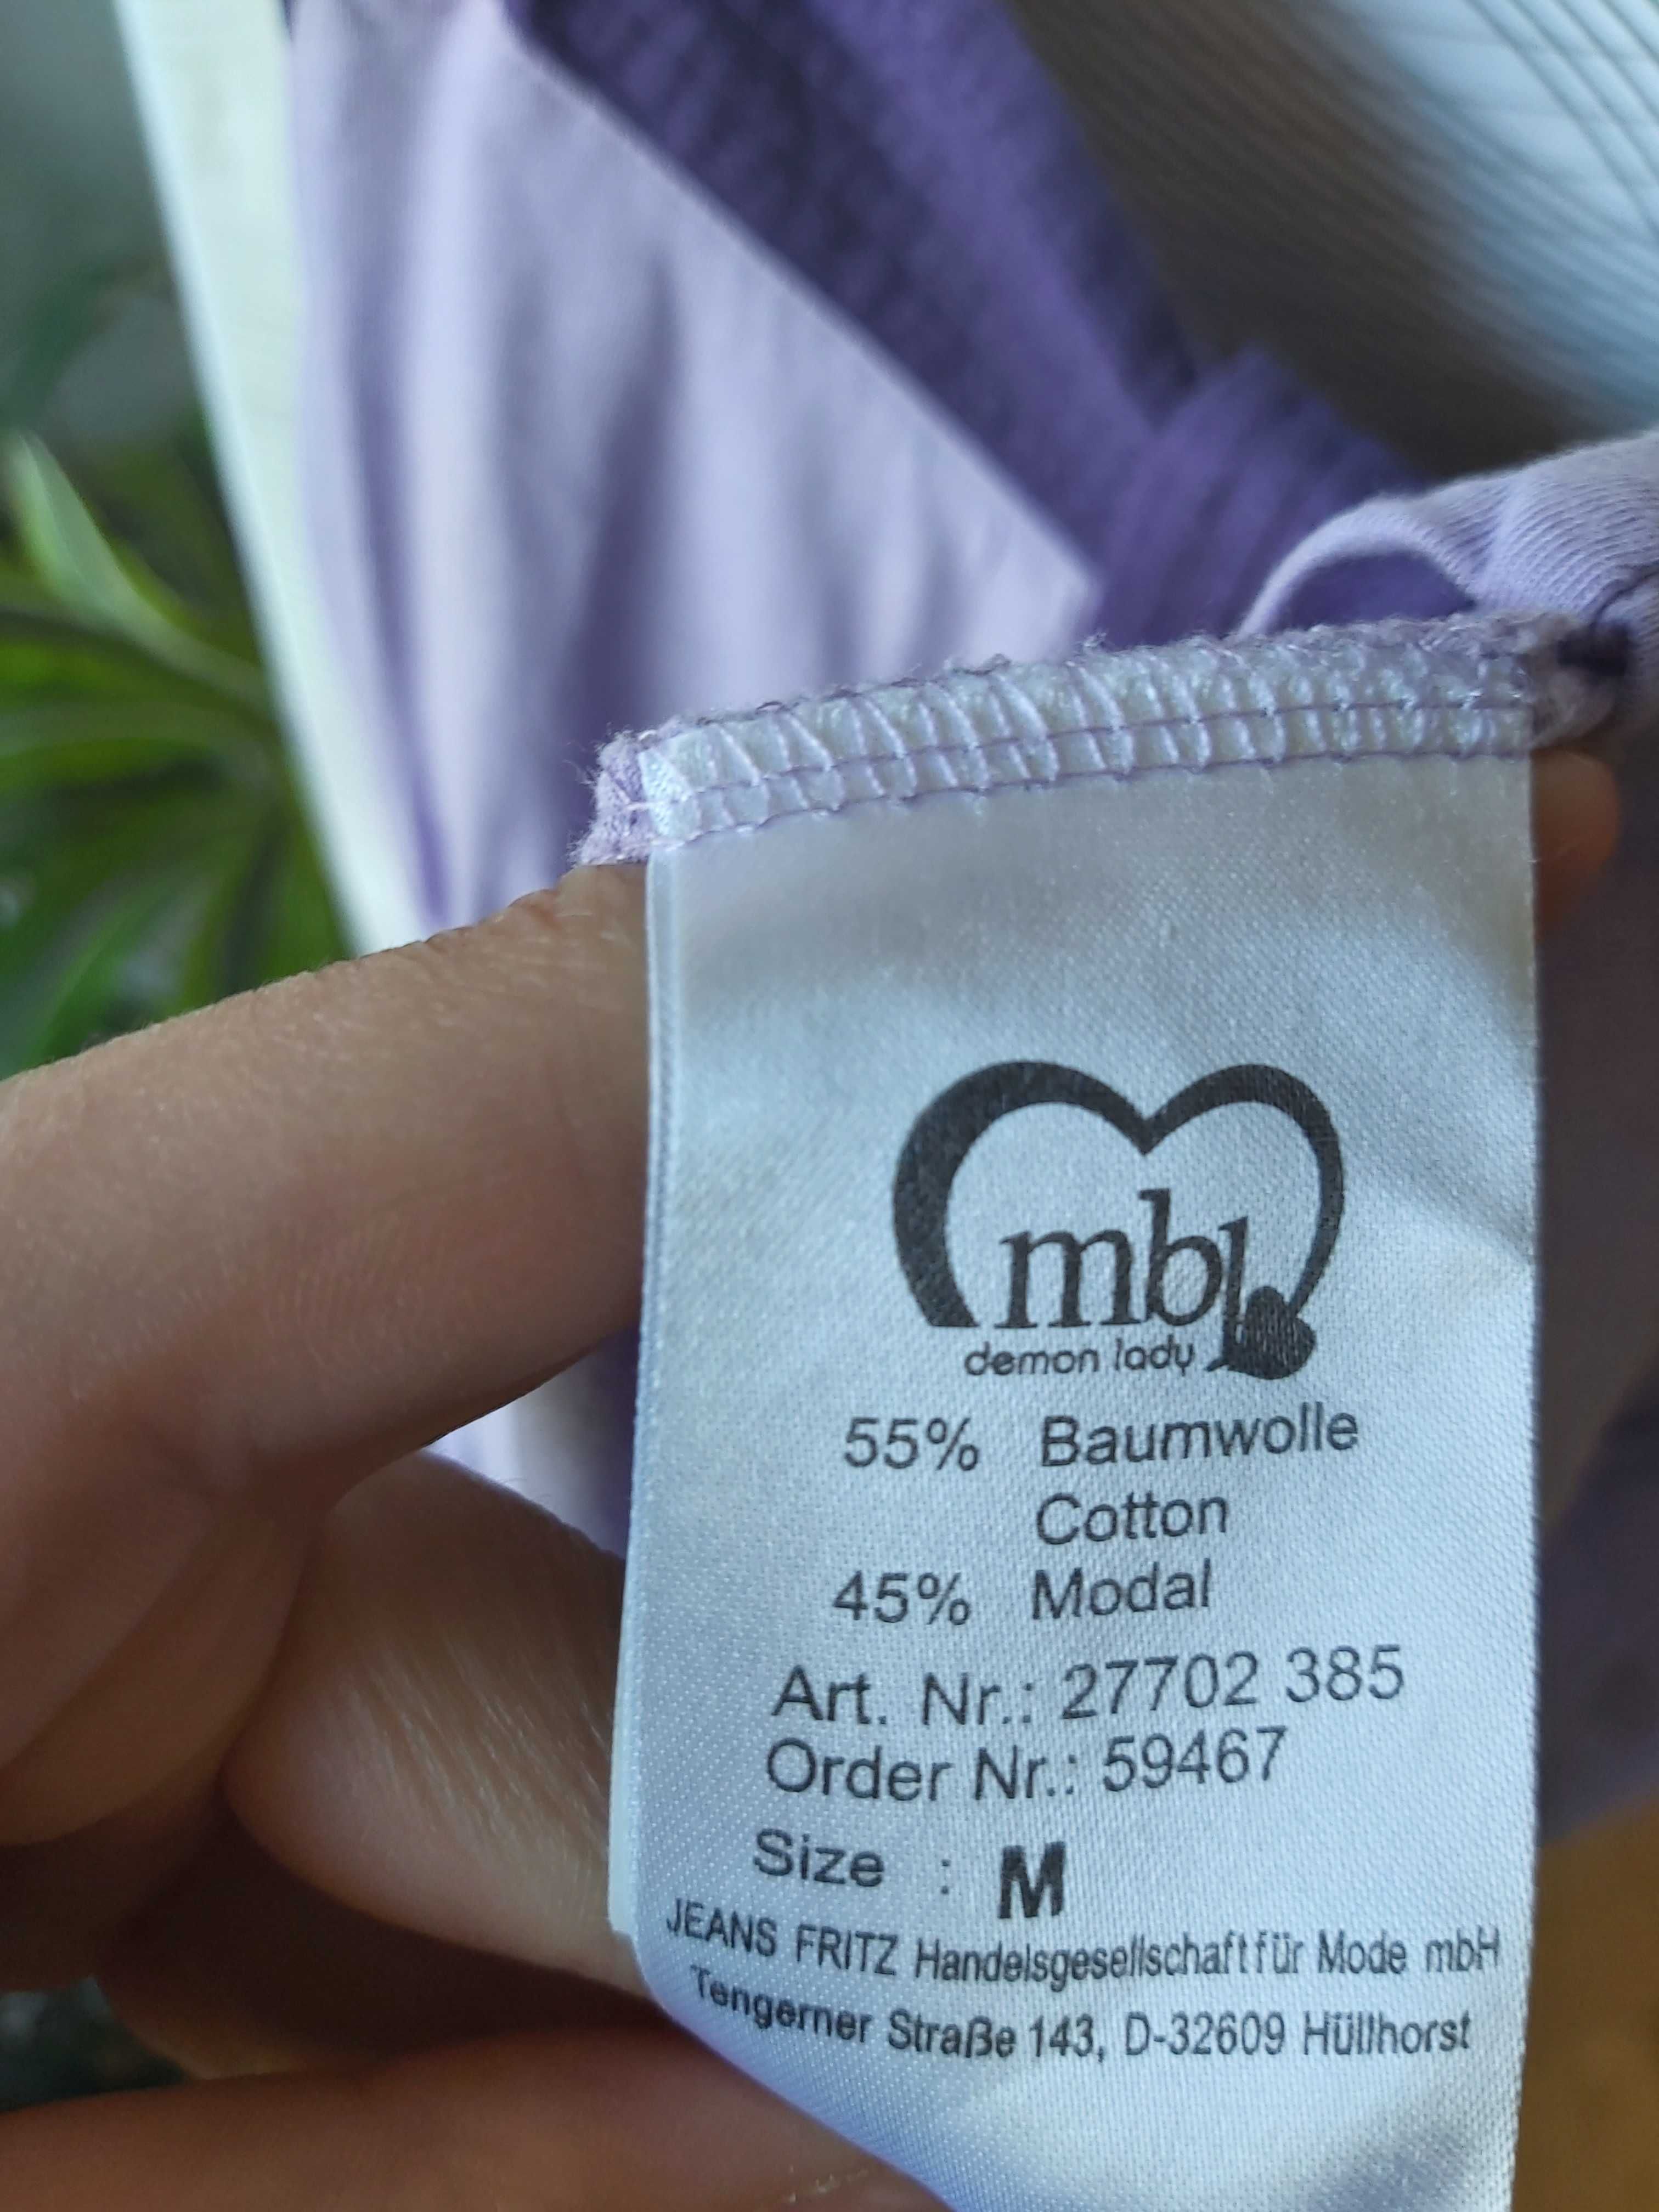 mbl
demon lady
55% Baumwolle
Cotton
45% Modal
Art. Nr.: 27702 385
Order Nr.: 59467
Size : M
JEANS FRITZ Handelsgesellschaft für Mode mbH
Tengerner Straße 143, D-32609 Hüllhorst